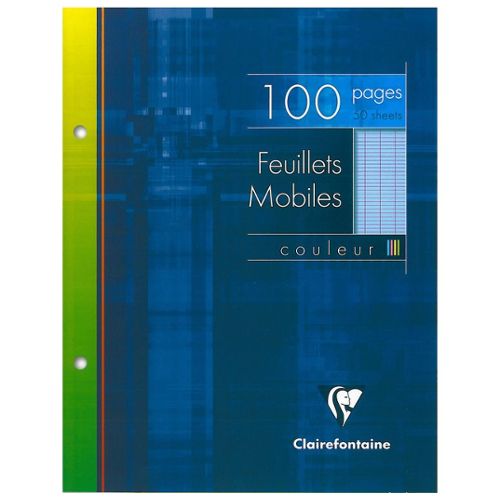 100 pages
50 sheets
Feuillets
Mobiles
couleur
Clairefontaine